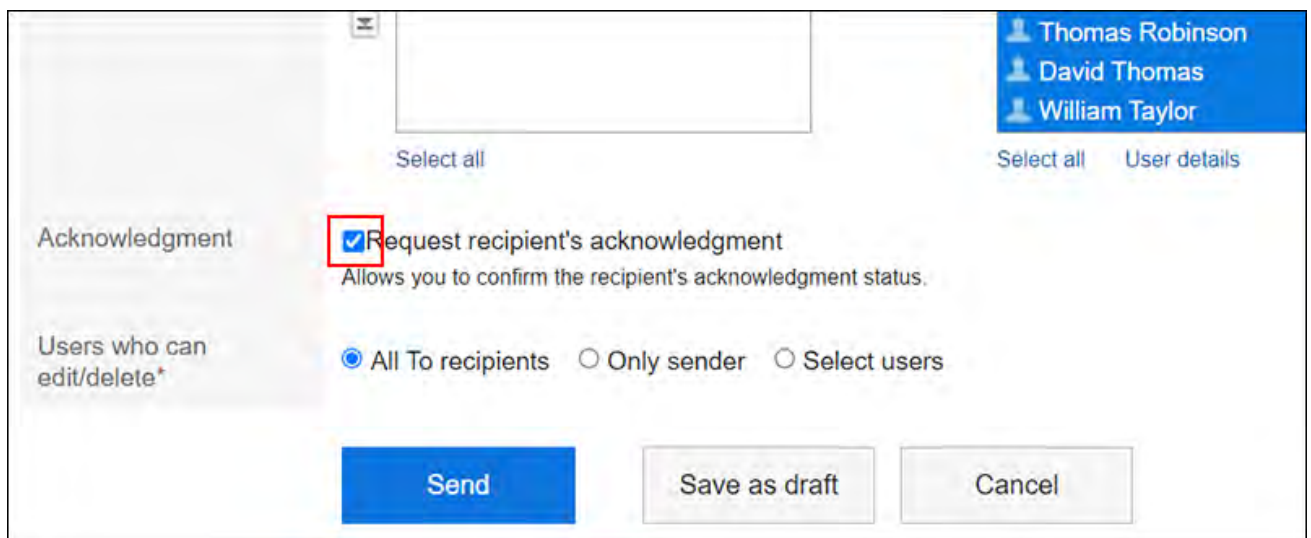 Thomas Robinson
David Thomas
William Taylor
Select all
Select all User details
Acknowledgment
Request recipient's acknowledgment
Allows you to confirm the recipient's acknowledgment status.
Users who can
edit/delete*
All To recipients Only sender Select users
Send Save as draft Cancel